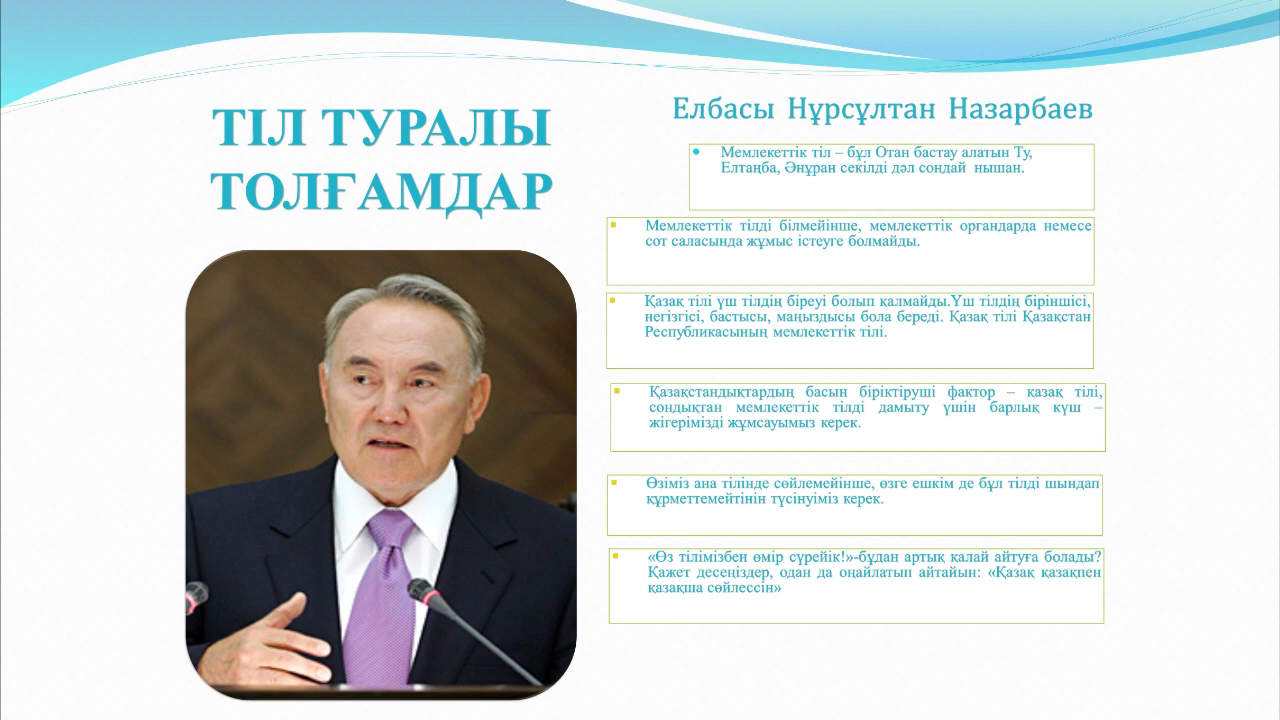 ТІЛ ТУРАЛЫ
ТОЛҒАМДАР
Елбасы Нұрсұлтан Назарбаев
• Мемлекеттік тіл – бұл Отан бастау алатын Ту,
Елтаңба, Әнұран секілді дәл сондай нышан.
▪ Мемлекеттік тілді білмейінше, мемлекеттік органдарда немесе
сот саласында жұмыс істеуге болмайды.
▪ Қазақ тілі үш тілдің біреуі болып қалмайды.Үш тілдің біріншісі,
негізгісі, бастысы, маңыздысы бола береді. Қазақ тілі Қазақстан
Республикасының мемлекеттік тілі.
▪ Қазақстандықтардың басын біріктіруші фактор – қазақ тілі,
сондықтан мемлекеттік тілді дамыту үшін барлық күш –
жігерімізді жұмсауымыз керек.
▪ Өзіміз ана тілінде сөйлемейінше, өзге ешкім де бұл тілді шындап
құрметтемейтінін түсінуіміз керек.
▪ «Өз тілімізбен өмір сүрейік!»-бұдан артық қалай айтуға болады?
Қажет десеңіздер, одан да оңайлатып айтайын: «Қазақ қазақпен
қазақша сөйлессін»